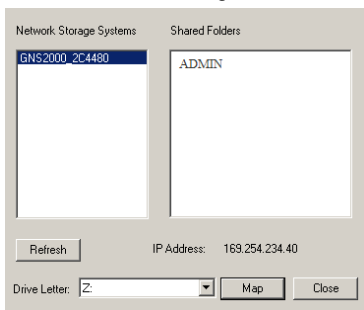 Network Storage Systems
Shared Folders
GNS2000_2C4480
ADMIN
Refresh
IP Address: 169.254.234.40
Drive Letter: Z:
Map
Close